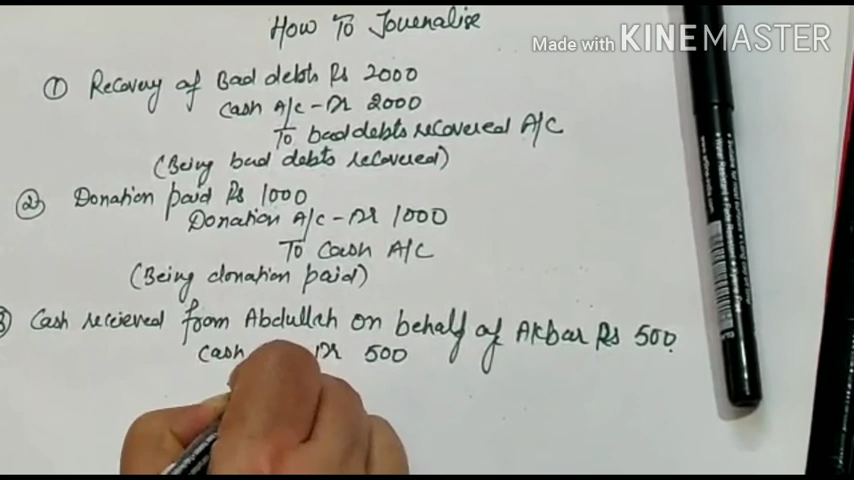 How To Journalise
Made with KINEMASTER
① Recovery of Bad debts Rs 2000
Cash A/c - Dr 2000
To bad debts recovered A/C
(Being bad debts recovered)
② Donation paid Rs 1000
Donation A/c - Dr 1000
To Cash A/C
(Being donation paid)
Cash recieved from Abdullah on behalf of Akbar Rs 500.
Cash Dr 500